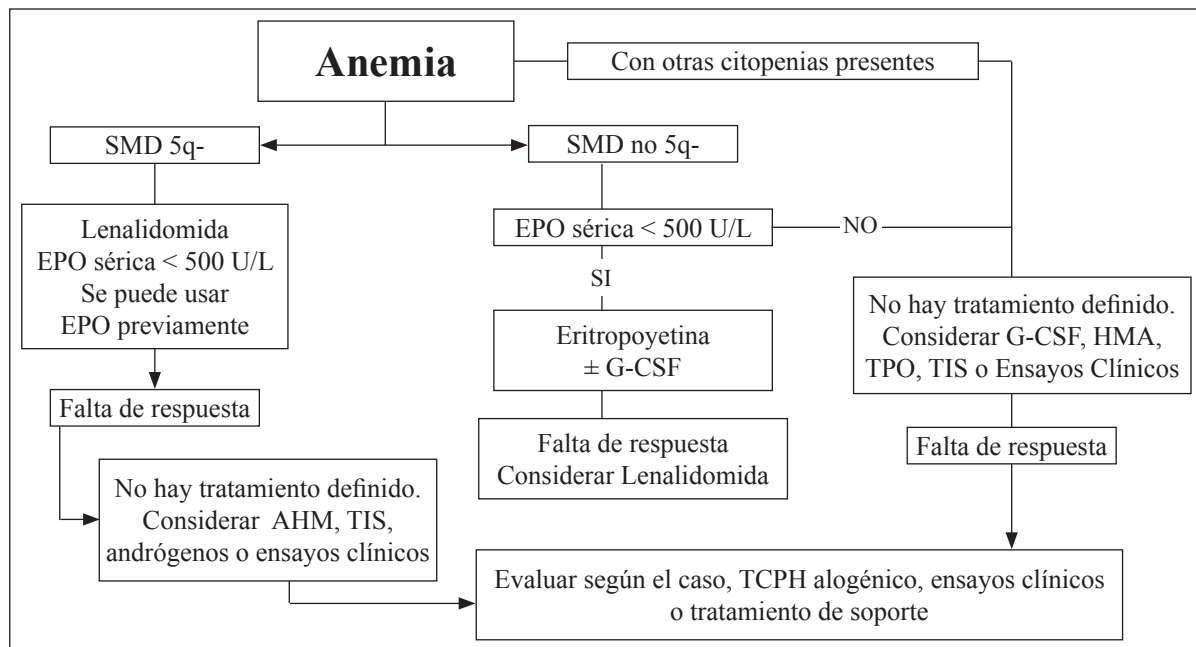 Anemia
Con otras citopenias presentes
SMD 5q-
SMD no 5q-
Lenalidomida
EPO sérica < 500 U/L
Se puede usar
EPO previamente
EPO sérica < 500 U/L
NO
SI
No hay tratamiento definido.
Considerar G-CSF, HMA,
TPO, TIS o Ensayos Clínicos
Eritropoyetina
± G-CSF
Falta de respuesta
Falta de respuesta
Considerar Lenalidomida
Falta de respuesta
No hay tratamiento definido.
Considerar AHM, TIS,
andrógenos o ensayos clínicos
Evaluar según el caso, TCPH alogénico, ensayos clínicos
o tratamiento de soporte